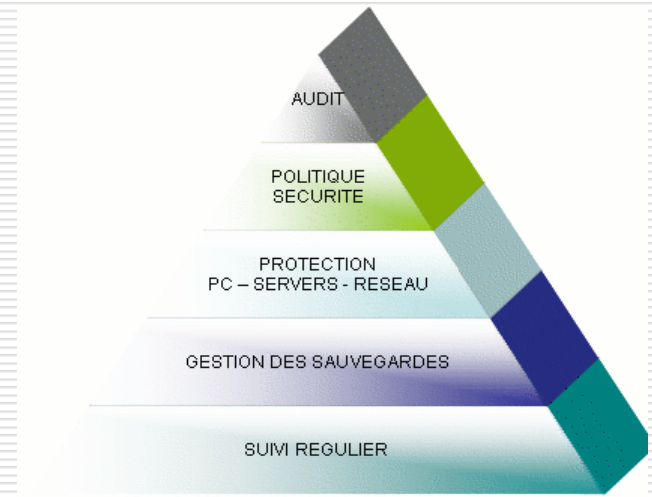 AUDIT
POLITIQUE
SECURITE
PROTECTION
PC – SERVERS - RESEAU
GESTION DES SAUVEGARDES
SUIVI REGULIER